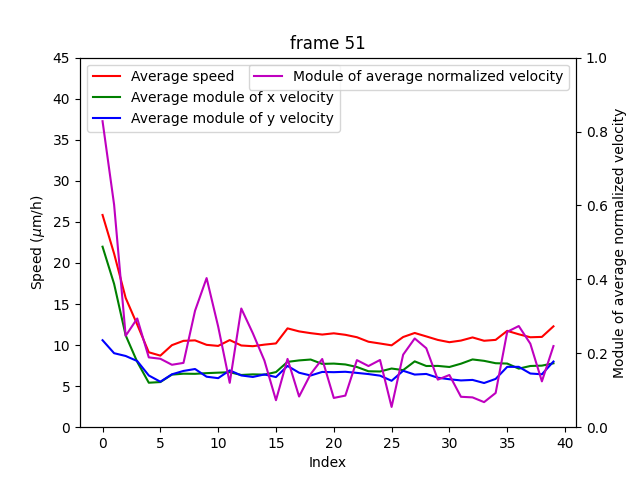 frame 51
Average speed
Average module of x velocity
Average module of y velocity
Module of average normalized velocity
45
40
35
30
25
20
15
10
5
0
Speed (μm/h)
1.0
0.8
0.6
0.4
0.2
0.0
Module of average normalized velocity
0 5 10 15 20 25 30 35 40
Index